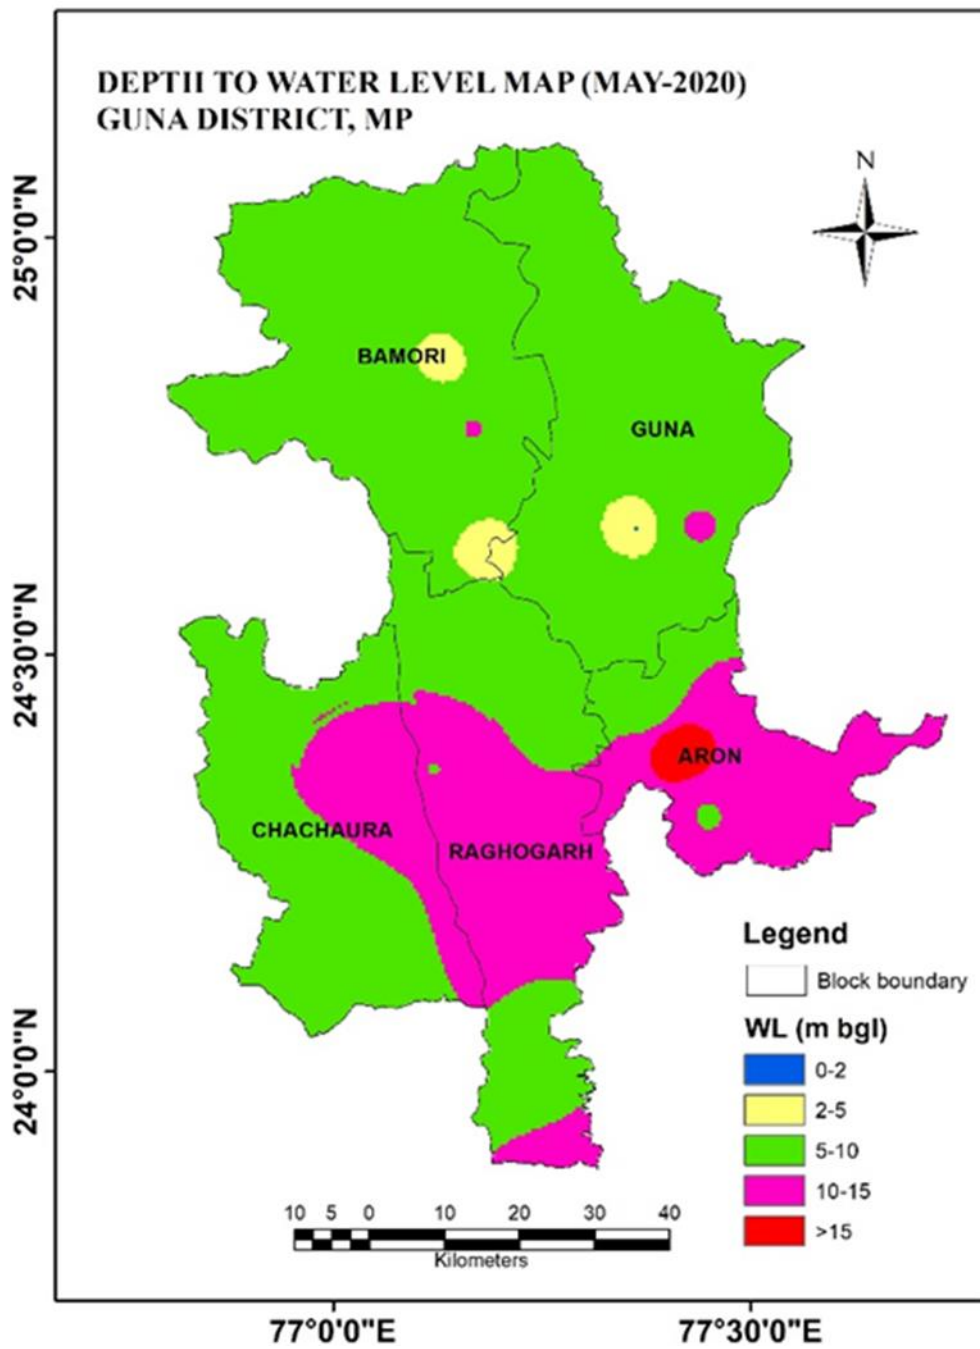 DEPTH TO WATER LEVEL MAP (MAY-2020)
GUNA DISTRICT, MP
N
25°0'0"N
24°30'0"N
24°0'0"N
BAMORI
GUNA
ARON
CHACHAURA
RAGHOGARH
Legend
Block boundary
WL (m bgl)
0-2
2-5
5-10
10-15
>15
10 5 0 10 20 30 40
Kilometers
77°0'0"E
77°30'0"E